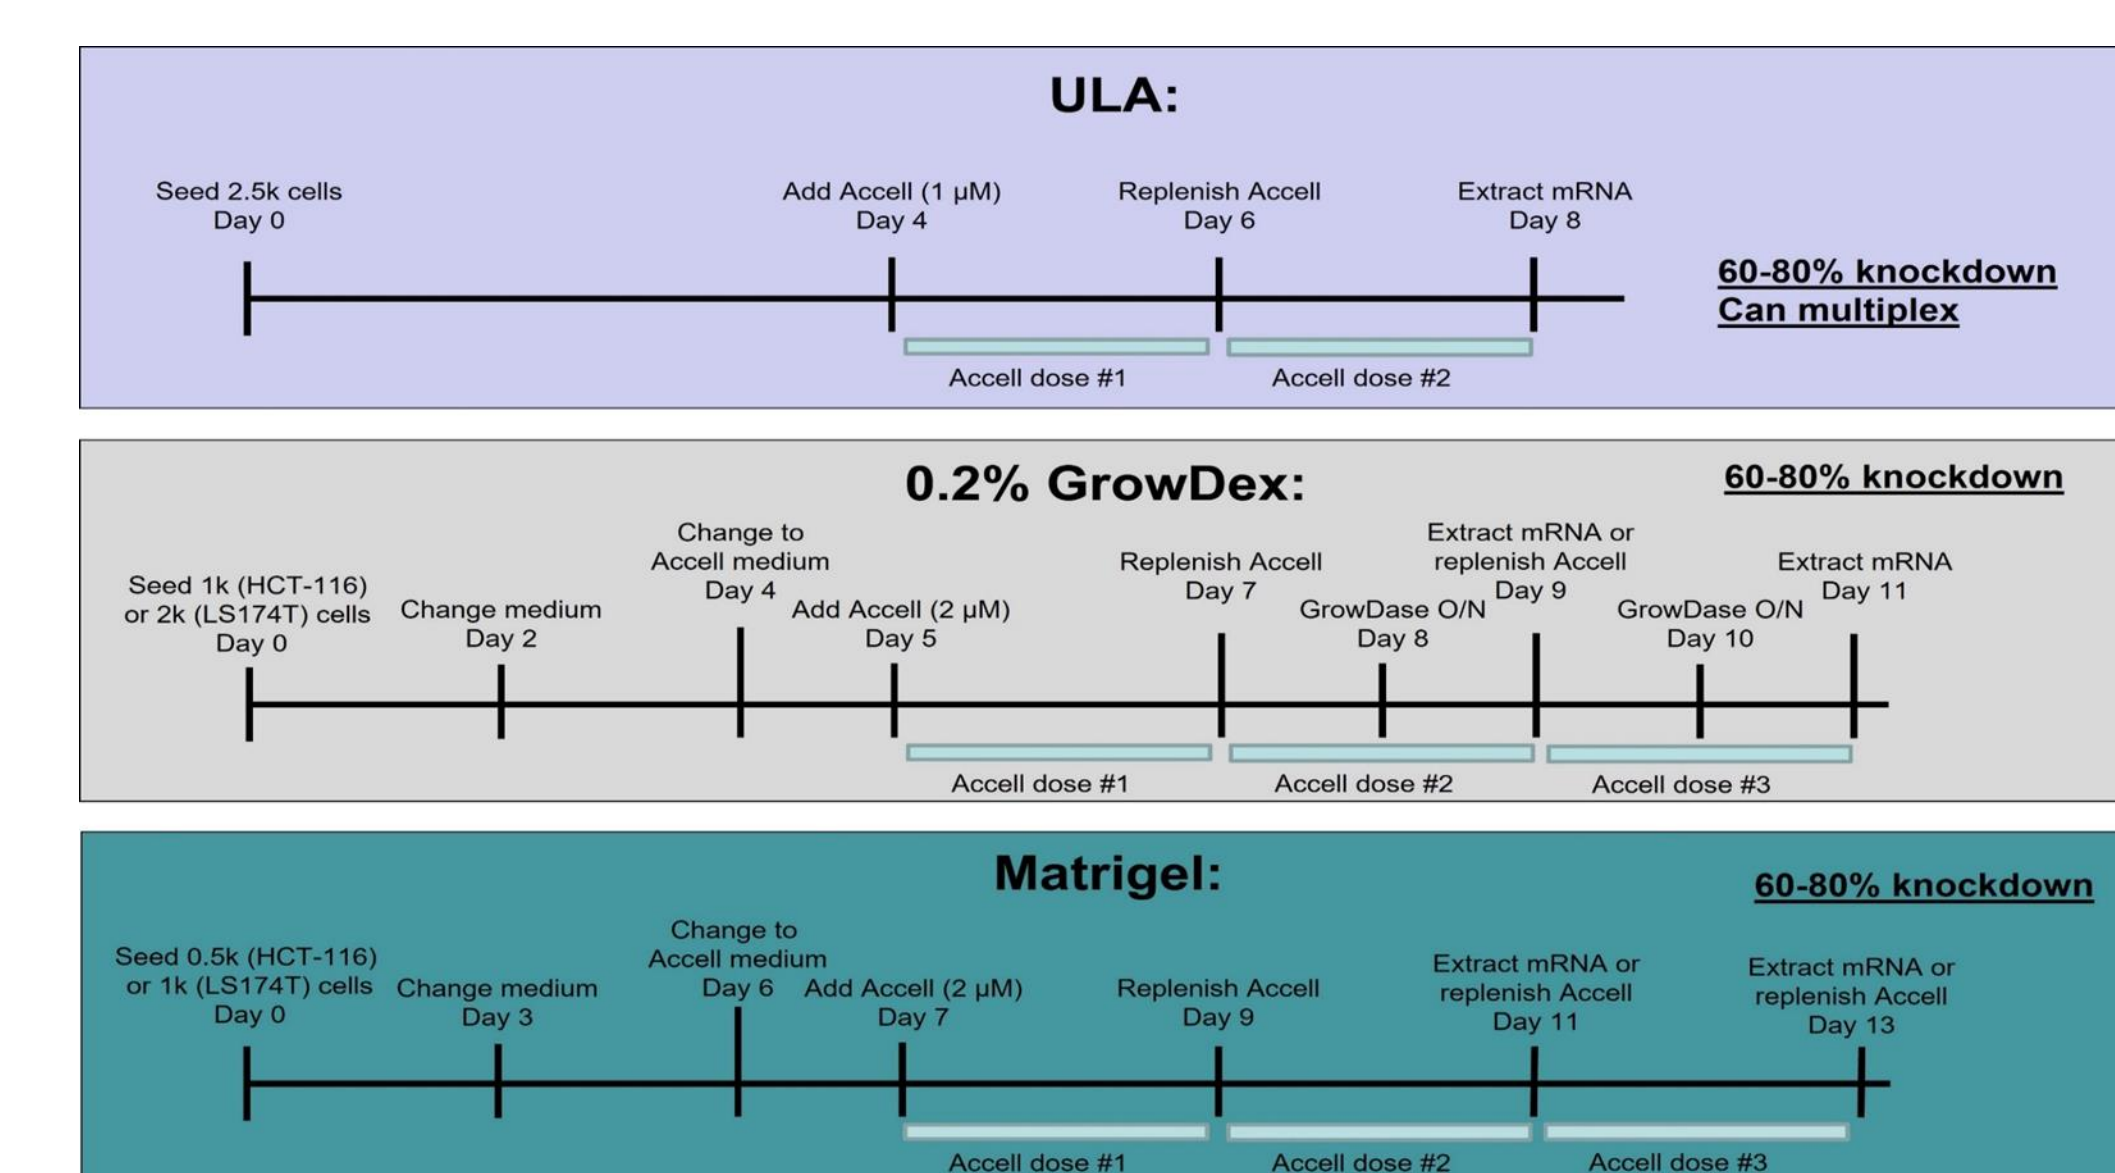 ULA:
Seed 2.5k cells
Day 0
Add Accell (1 µM)
Day 4
Replenish Accell
Day 6
Extract mRNA
Day 8
60-80% knockdown
Can multiplex
Accell dose #1
Accell dose #2
0.2% GrowDex:
60-80% knockdown
Seed 1k (HCT-116)
or 2k (LS174T) cells
Day 0
Change medium
Day 2
Change to
Accell medium
Day 4
Add Accell (2 µM)
Day 5
Replenish Accell
Day 7
GrowDase O/N
Day 8
Extract mRNA or
replenish Accell
Day 9
GrowDase O/N
Day 10
Extract mRNA
Day 11
Accell dose #1
Accell dose #2
Accell dose #3
Matrigel:
60-80% knockdown
Seed 0.5k (HCT-116)
or 1k (LS174T) cells
Day 0
Change medium
Day 3
Change to
Accell medium
Day 6
Add Accell (2 µM)
Day 7
Replenish Accell
Day 9
Extract mRNA or
replenish Accell
Day 11
Extract mRNA or
replenish Accell
Day 13
Accell dose #1
Accell dose #2
Accell dose #3